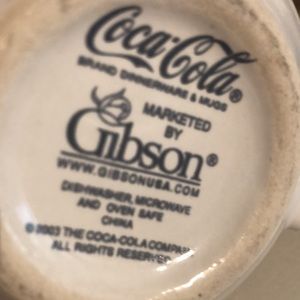 Coca-Cola®
BRAND DINNERWARE & MUGS
MARKETED
BY
Gibson®
WWW.GIBSONUSA.COM
DISHWASHER, MICROWAVE
AND OVEN SAFE
CHINA
© 2003 THE COCA-COLA COMPANY
ALL RIGHTS RESERVED